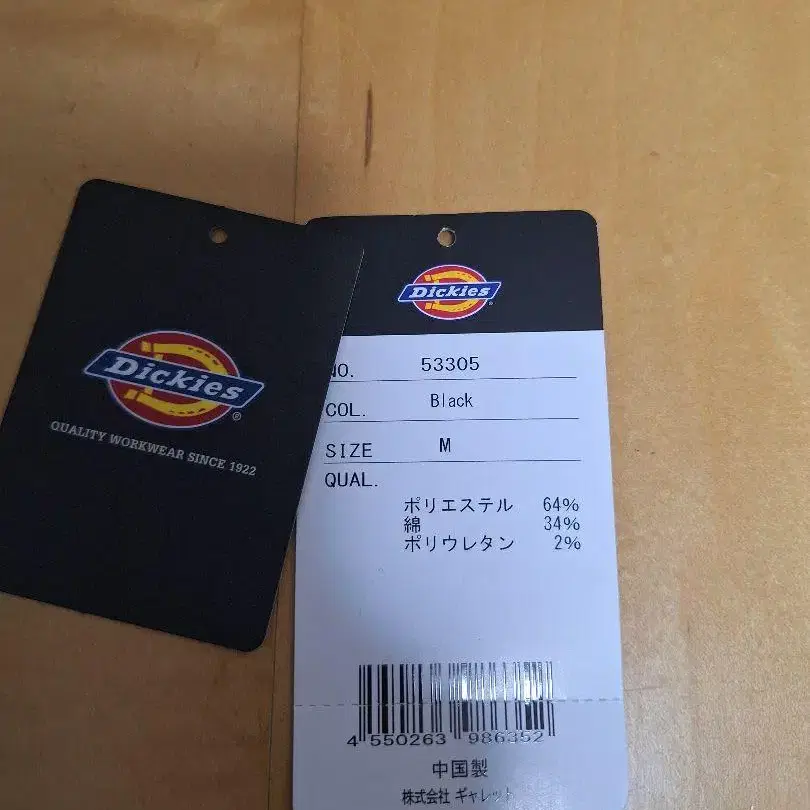 Dickies
®
QUALITY WORKWEAR SINCE 1922
Dickies
NO. 53305
COL. Black
SIZE M
QUAL.
ポリエステル 64%
綿 34%
ポリウレタン 2%
4 550263 986352
中国製
株式会社 ギャレット